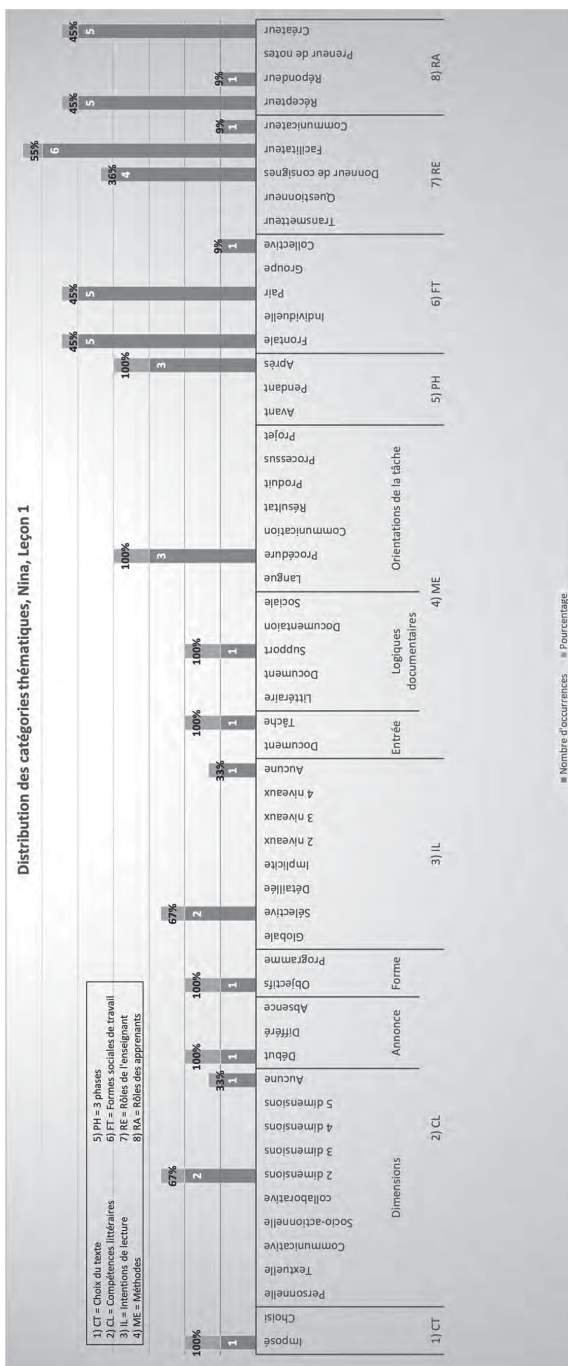 Distribution des catégories thématiques, Nina, Leçon 1
1) CT = Choix du texte
2) CL = Compétences littéraires
3) IL = Intentions de lecture
4) ME = Méthodes
5) PH = 3 phases
6) FT = Formes sociales de travail
7) RE = Rôles de l'enseignant
8) RA = Rôles des apprenants
100% 1 Imposé
Choisi
1) CT
Personnelle
Textuelle
Communicative
Socio-actionnelle
collaborative
67% 2 2 dimensions
3 dimensions
4 dimensions
5 dimensions
33% 1 Aucune
Dimensions
100% 1 Début
Différé
Absence
Annonce
100% 1 Objectifs
Programme
Forme
2) CL
Globale
67% 2 Sélective
Détaillée
Implicite
2 niveaux
3 niveaux
4 niveaux
33% 1 Aucune
3) IL
Document
100% 1 Tâche
Entrée
Littéraire
Document
100% 1 Support
Documentaion
Sociale
Logiques
documentaires
Langue
100% 3 Procédure
Communication
Résultat
Produit
Processus
Projet
Orientations de la tâche
4) ME
Avant
Pendant
100% 3 Après
5) PH
45% 5 Frontale
Individuelle
45% 5 Pair
Groupe
9% 1 Collective
6) FT
Transmetteur
Questionneur
36% 4 Donneur de consignes
55% 6 Facilitateur
9% 1 Communicateur
7) RE
45% 5 Récepteur
9% 1 Répondeur
Preneur de notes
45% 5 Créateur
8) RA
Nombre d'occurrences
Pourcentage